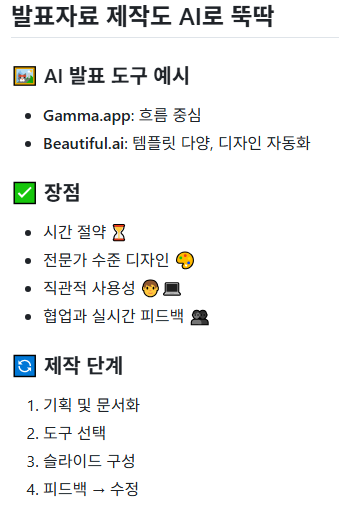 발표자료 제작도 AI로 뚝딱
🖼️ AI 발표 도구 예시
• Gamma.app: 흐름 중심
• Beautiful.ai: 템플릿 다양, 디자인 자동화
✅ 장점
• 시간 절약 ⏳
• 전문가 수준 디자인 🎨
• 직관적 사용성 🧑‍💻
• 협업과 실시간 피드백 👥
🔄 제작 단계
1. 기획 및 문서화
2. 도구 선택
3. 슬라이드 구성
4. 피드백 → 수정